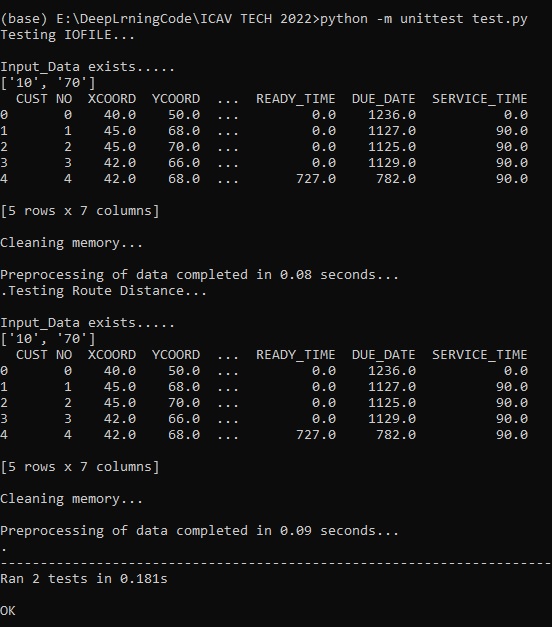 (base) E:\DeepLrningCode\ICAV TECH 2022>python -m unittest test.py
Testing IOFILE...
Input_Data exists.....
['10', '70']
CUST NO XCOORD YCOORD ... READY_TIME DUE_DATE SERVICE_TIME
0 0 40.0 50.0 ... 0.0 1236.0 0.0
1 1 45.0 68.0 ... 0.0 1127.0 90.0
2 2 45.0 70.0 ... 0.0 1125.0 90.0
3 3 42.0 66.0 ... 0.0 1129.0 90.0
4 4 42.0 68.0 ... 727.0 782.0 90.0
[5 rows x 7 columns]
Cleaning memory...
Preprocessing of data completed in 0.08 seconds...
.Testing Route Distance...
Input_Data exists.....
['10', '70']
CUST NO XCOORD YCOORD ... READY_TIME DUE_DATE SERVICE_TIME
0 0 40.0 50.0 ... 0.0 1236.0 0.0
1 1 45.0 68.0 ... 0.0 1127.0 90.0
2 2 45.0 70.0 ... 0.0 1125.0 90.0
3 3 42.0 66.0 ... 0.0 1129.0 90.0
4 4 42.0 68.0 ... 727.0 782.0 90.0
[5 rows x 7 columns]
Cleaning memory...
Preprocessing of data completed in 0.09 seconds...
.
----------------------------------------------------------------------
Ran 2 tests in 0.181s
OK